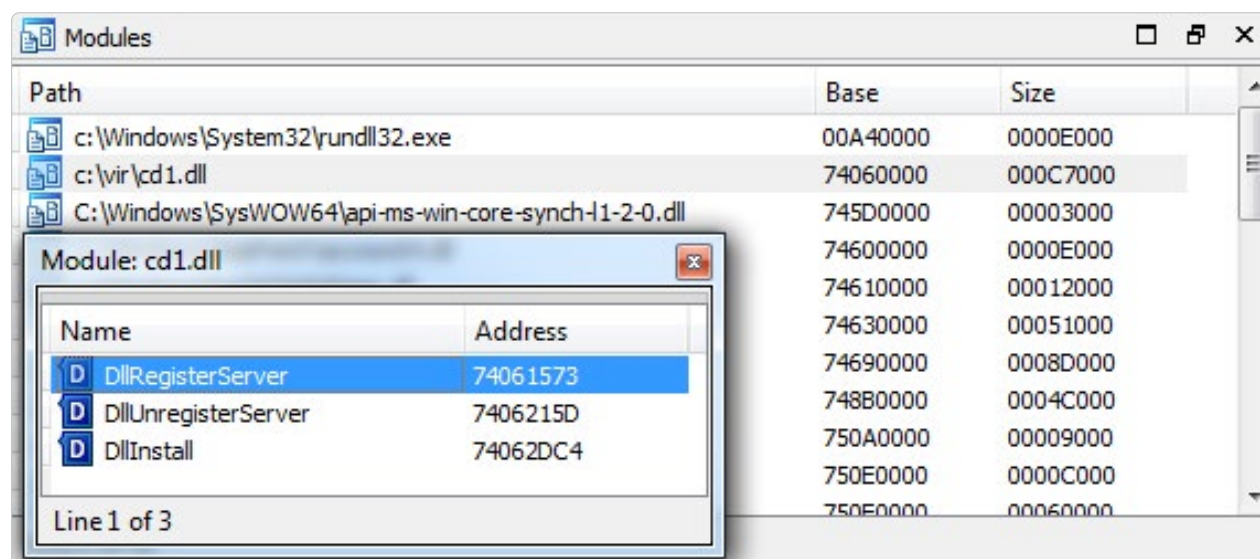 Modules
Path Base Size
c:\Windows\System32\rundll32.exe 00A40000 0000E000
c:\vir\cd1.dll 74060000 000C7000
C:\Windows\SysWOW64\api-ms-win-core-synch-l1-2-0.dll 745D0000 00003000
74600000 0000E000
74610000 00012000
74630000 00051000
74690000 0008D000
748B0000 0004C000
750A0000 00009000
750E0000 0000C000
750F0000 00060000
Module: cd1.dll
Name Address
DllRegisterServer 74061573
DllUnregisterServer 7406215D
DllInstall 74062DC4
Line 1 of 3